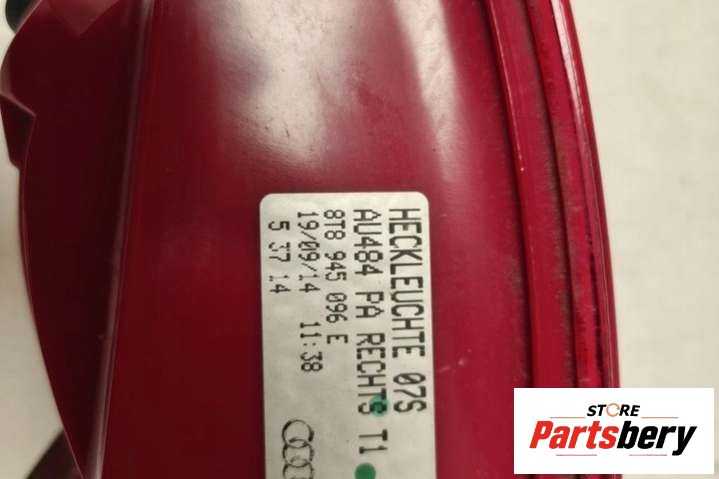 HECKLEUCHTE 07S
AU484 PA RECHTS T1
8T8 945 096 E
19/09/14 11:38
5 37 14
STORE
Partsbery